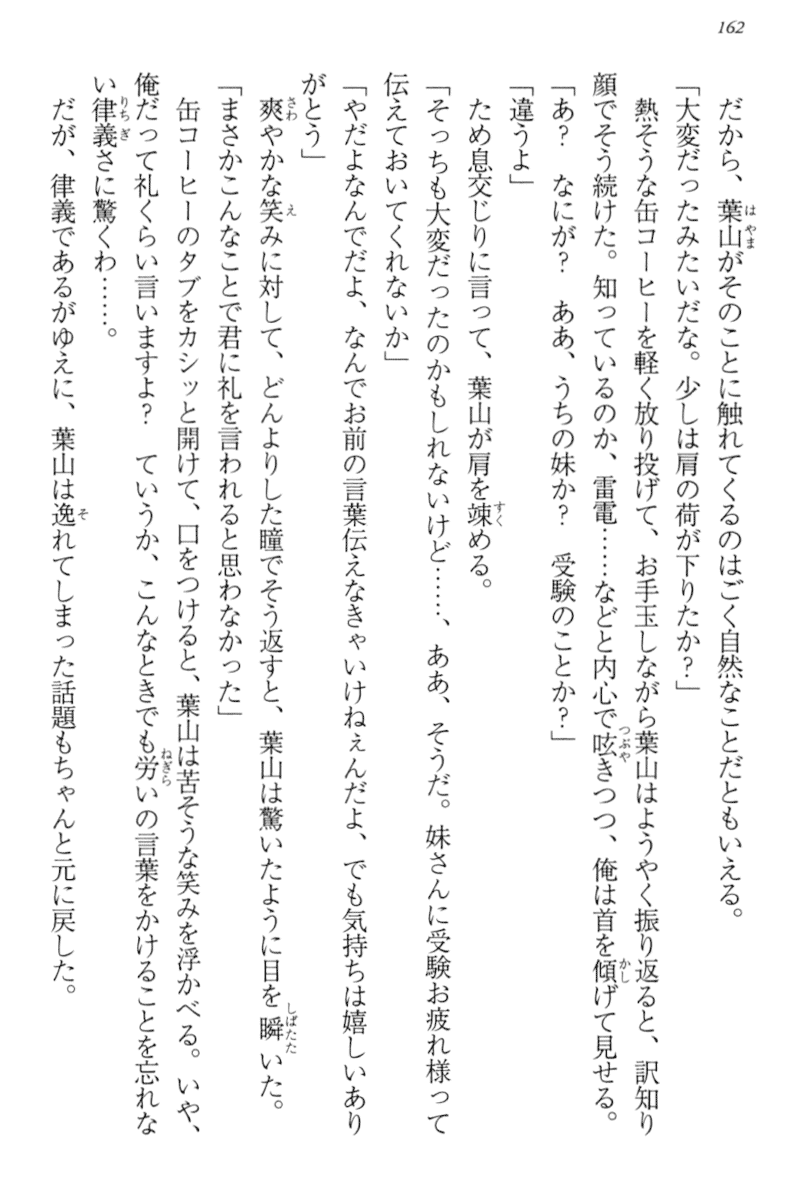 162
だから、葉山がそのことに触れてくるのはごく自然なことだともいえる。
「大変だったみたいだな。少しは肩の荷が下りたか？」
熱そうな缶コーヒーを軽く放り投げて、お手玉しながら葉山はようやく振り返ると、訳知り
顔でそう続けた。知っているのか、雷電……などと内心で呟きつつ、俺は首を傾げて見せる。
「あ？　なにが？　ああ、うちの妹か？　受験のことか？」
「違うよ」
ため息交じりに言って、葉山が肩を竦める。
「そっちも大変だったのかもしれないけど……、ああ、そうだ。妹さんに受験お疲れ様って
伝えておいてくれないか」
「やだよなんでだよ、なんでお前の言葉伝えなきゃいけねぇんだよ、でも気持ちは嬉しいあり
がとう」
爽やかな笑みに対して、どんよりした瞳でそう返すと、葉山は驚いたように目を瞬いた。
「まさかこんなことで君に礼を言われると思わなかった」
缶コーヒーのタブをカシッと開けて、口をつけると、葉山は苦そうな笑みを浮かべる。いや、
俺だって礼くらい言いますよ？　ていうか、こんなときでも労いの言葉をかけることを忘れな
い律義さに驚くわ……。
だが、律義であるがゆえに、葉山は逸れてしまった話題もちゃんと元に戻した。